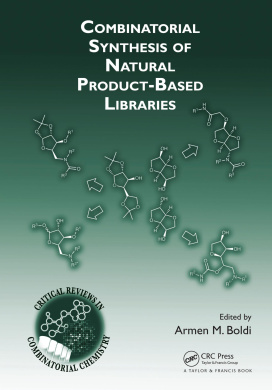 COMBINATORIAL
SYNTHESIS OF
NATURAL
PRODUCT-BASED
LIBRARIES
CRITICAL REVIEWS IN
COMBINATORIAL CHEMISTRY
Edited by
Armen M. Boldi
CRC
CRC Press
Taylor & Francis Group
A TAYLOR & FRANCIS BOOK